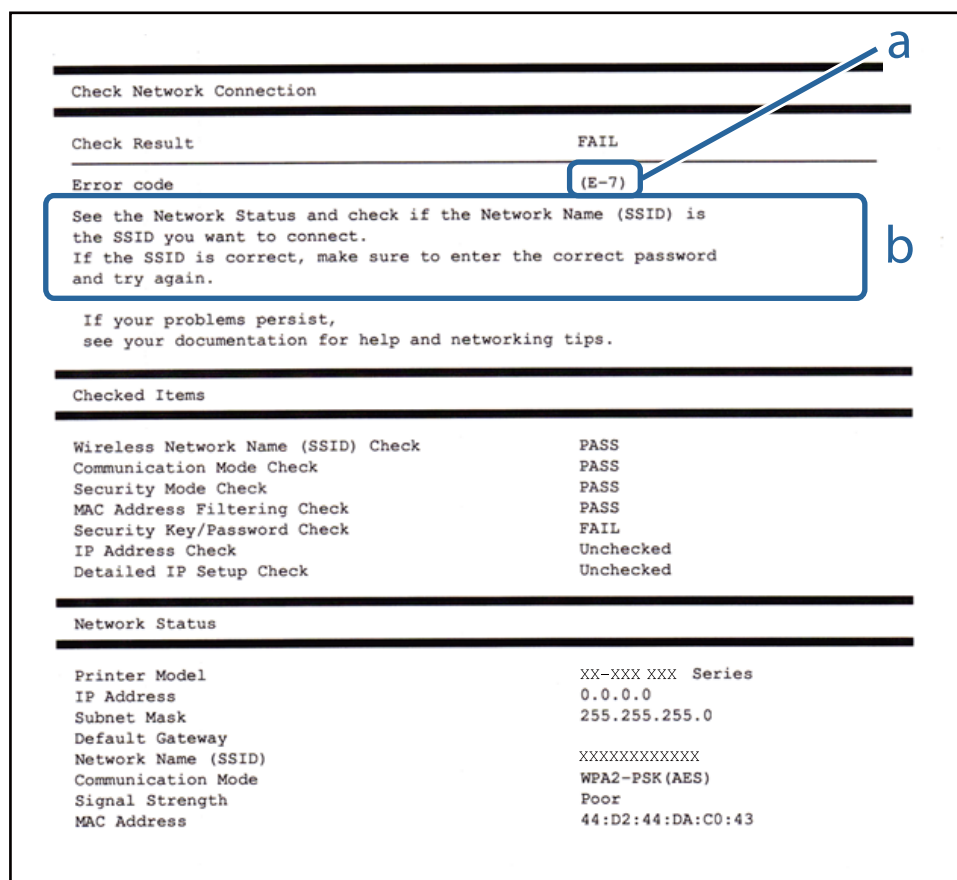 a
Check Network Connection
Check Result FAIL
Error code (E-7)
See the Network Status and check if the Network Name (SSID) is
the SSID you want to connect.
If the SSID is correct, make sure to enter the correct password
and try again.
b
If your problems persist,
see your documentation for help and networking tips.
Checked Items
Wireless Network Name (SSID) Check PASS
Communication Mode Check PASS
Security Mode Check PASS
MAC Address Filtering Check PASS
Security Key/Password Check FAIL
IP Address Check Unchecked
Detailed IP Setup Check Unchecked
Network Status
Printer Model XX-XXX XXX Series
IP Address 0.0.0.0
Subnet Mask 255.255.255.0
Default Gateway
Network Name (SSID) XXXXXXXXXXXX
Communication Mode WPA2-PSK(AES)
Signal Strength Poor
MAC Address 44:D2:44:DA:C0:43